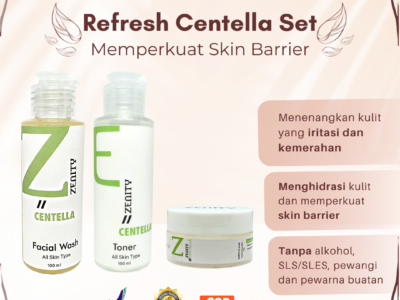 Refresh Centella Set
Memperkuat Skin Barrier
Menenangkan kulit
yang iritasi dan
kemerahan
Menghidrasi kulit
dan memperkuat
skin barrier
Tanpa alkohol,
SLS/SLES, pewangi
dan pewarna buatan
Z
ZENITY
CENTELLA
Facial Wash
All Skin Type
100 ml
E
ZENITY
CENTELLA
Toner
All Skin Type
100 ml
Z
ZENITY